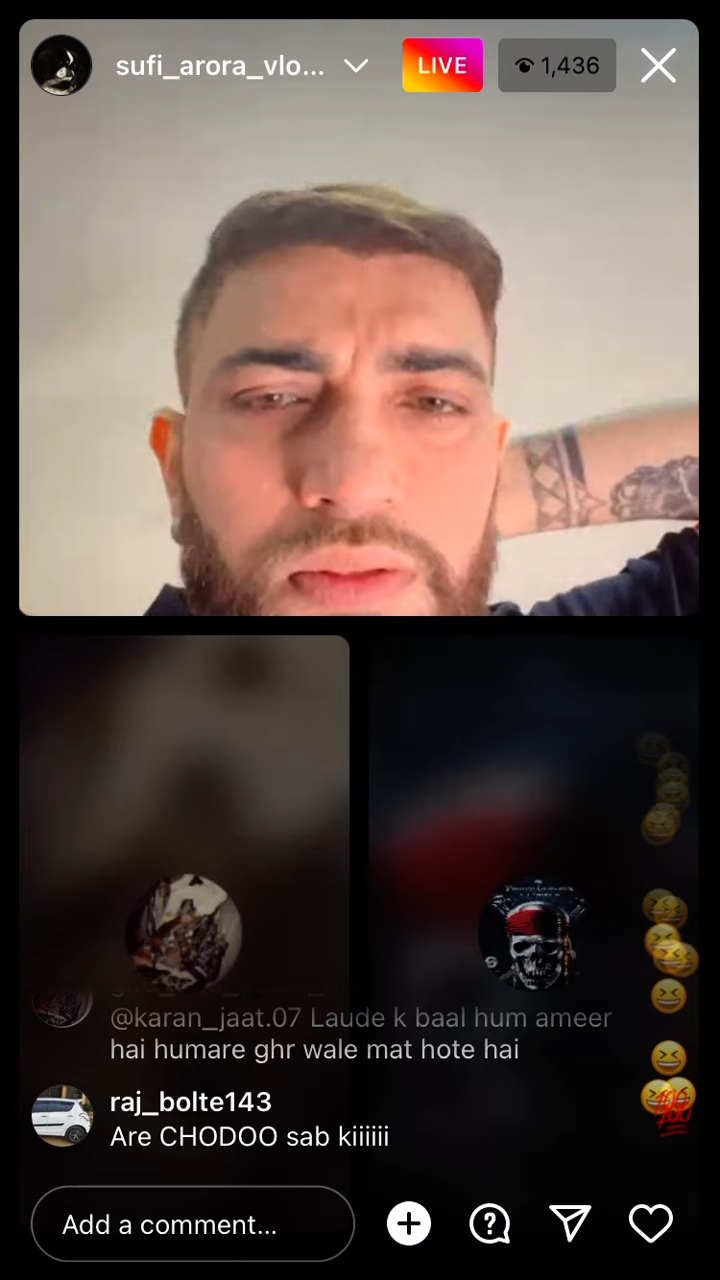 sufi_arora_vlo...
LIVE
1,436
@karan_jaat.07 Laude k baal hum ameer
hai humare ghr wale mat hote hai
raj_bolte143
Are CHODOO sab kiiiiii
Add a comment...